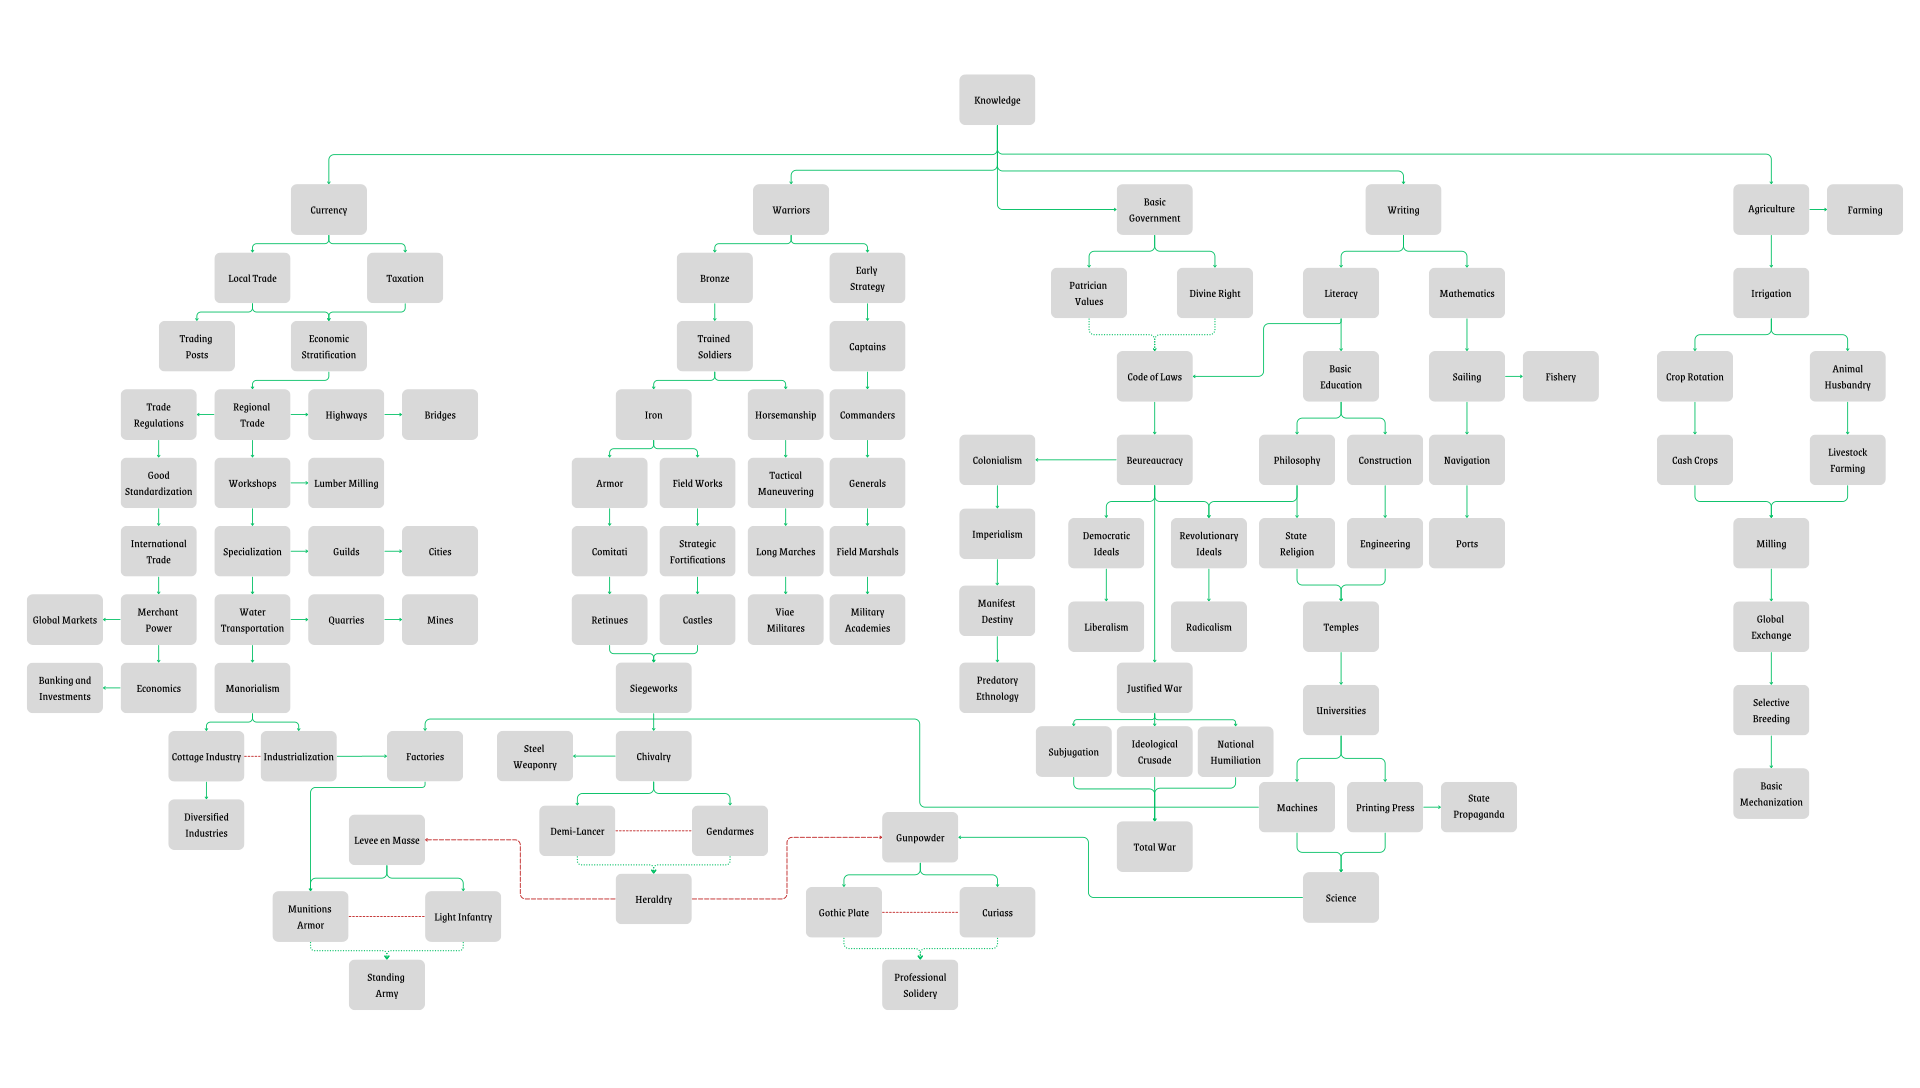 Knowledge
Currency
Warriors
Basic
Government
Writing
Agriculture
Farming
Local Trade
Taxation
Bronze
Early
Strategy
Patrician
Values
Divine Right
Literacy
Mathematics
Irrigation
Trading
Posts
Economic
Stratification
Trained
Soldiers
Captains
Code of Laws
Basic
Education
Sailing
Fishery
Crop Rotation
Animal
Husbandry
Trade
Regulations
Regional
Trade
Highways
Bridges
Iron
Horsemanship
Commanders
Colonialism
Beureaucracy
Philosophy
Construction
Navigation
Cash Crops
Livestock
Farming
Good
Standardization
Workshops
Lumber Milling
Armor
Field Works
Tactical
Maneuvering
Generals
Imperialism
Democratic
Ideals
Revolutionary
Ideals
State
Religion
Engineering
Ports
Milling
International
Trade
Specialization
Guilds
Cities
Comitati
Strategic
Fortifications
Long Marches
Field Marshals
Global Markets
Merchant
Power
Water
Transportation
Quarries
Mines
Retinues
Castles
Viae
Militares
Military
Academies
Manifest
Destiny
Liberalism
Radicalism
Temples
Global
Exchange
Banking and
Investments
Economics
Manorialism
Siegeworks
Predatory
Ethnology
Justified War
Universities
Selective
Breeding
Cottage Industry
Industrialization
Factories
Steel
Weaponry
Chivalry
Subjugation
Ideological
Crusade
National
Humiliation
Basic
Mechanization
Diversified
Industries
Levee en Masse
Demi-Lancer
Gendarmes
Gunpowder
Total War
Machines
Printing Press
State
Propaganda
Munitions
Armor
Light Infantry
Heraldry
Gothic Plate
Curiass
Science
Standing
Army
Professional
Solidery